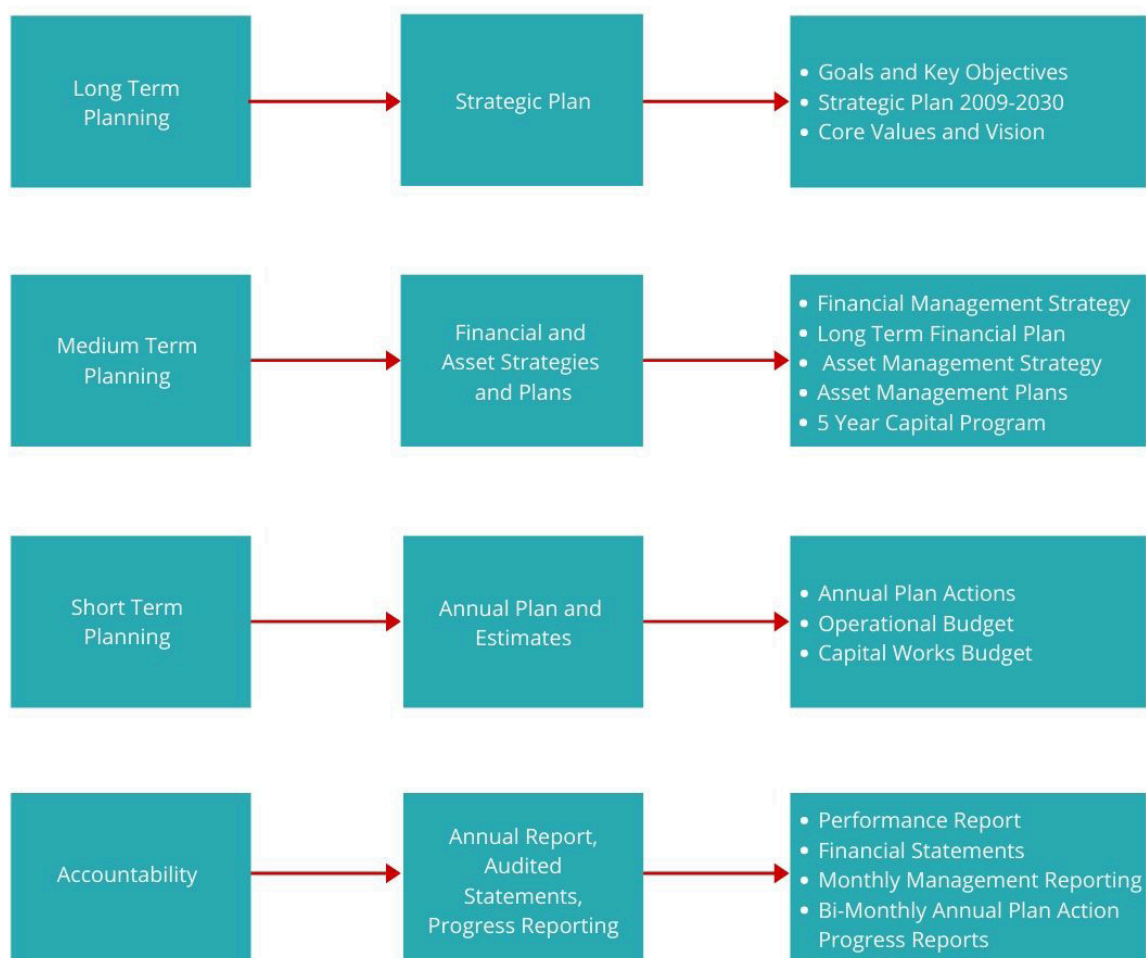 Long Term
Planning
Strategic Plan
• Goals and Key Objectives
• Strategic Plan 2009-2030
• Core Values and Vision
Medium Term
Planning
Financial and
Asset Strategies
and Plans
• Financial Management Strategy
• Long Term Financial Plan
• Asset Management Strategy
• Asset Management Plans
• 5 Year Capital Program
Short Term
Planning
Annual Plan and
Estimates
• Annual Plan Actions
• Operational Budget
• Capital Works Budget
Accountability
Annual Report,
Audited
Statements,
Progress Reporting
• Performance Report
• Financial Statements
• Monthly Management Reporting
• Bi-Monthly Annual Plan Action
Progress Reports